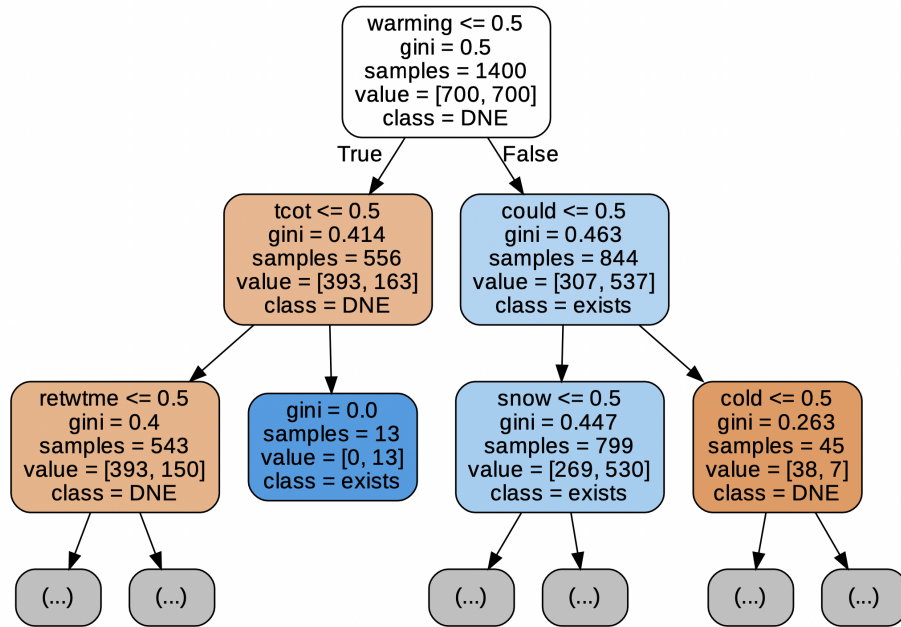 warming <= 0.5
gini = 0.5
samples = 1400
value = [700, 700]
class = DNE
True
False
tcot <= 0.5
gini = 0.414
samples = 556
value = [393, 163]
class = DNE
could <= 0.5
gini = 0.463
samples = 844
value = [307, 537]
class = exists
retwtme <= 0.5
gini = 0.4
samples = 543
value = [393, 150]
class = DNE
gini = 0.0
samples = 13
value = [0, 13]
class = exists
snow <= 0.5
gini = 0.447
samples = 799
value = [269, 530]
class = exists
cold <= 0.5
gini = 0.263
samples = 45
value = [38, 7]
class = DNE
(...)
(...)
(...)
(...)
(...)
(...)